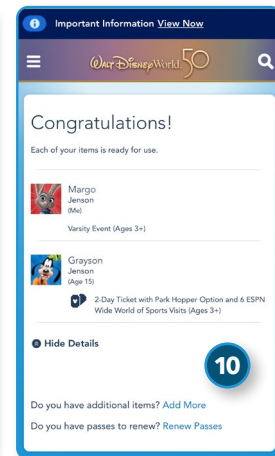 Important Information View Now
WALT DISNEY World. 50
Congratulations!
Each of your items is ready for use.
Margo
Jenson
(Me)
Varsity Event (Ages 3+)
Grayson
Jenson
(Age 15)
2-Day Ticket with Park Hopper Option and 6 ESPN
Wide World of Sports Visits (Ages 3+)
Hide Details
10
Do you have additional items? Add More
Do you have passes to renew? Renew Passes